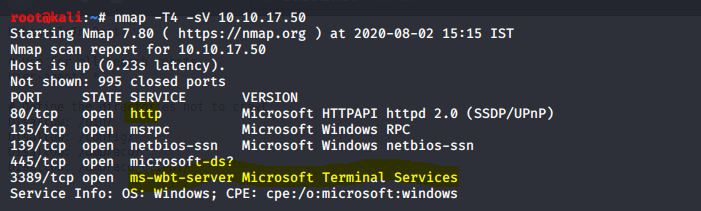 root@kali:~# nmap -T4 -sV 10.10.17.50
Starting Nmap 7.80 ( https://nmap.org ) at 2020-08-02 15:15 IST
Nmap scan report for 10.10.17.50
Host is up (0.23s latency).
Not shown: 995 closed ports
PORT     STATE SERVICE       VERSION
80/tcp   open  http          Microsoft HTTPAPI httpd 2.0 (SSDP/UPnP)
135/tcp  open  msrpc         Microsoft Windows RPC
139/tcp  open  netbios-ssn   Microsoft Windows netbios-ssn
445/tcp  open  microsoft-ds?
3389/tcp open  ms-wbt-server Microsoft Terminal Services
Service Info: OS: Windows; CPE: cpe:/o:microsoft:windows